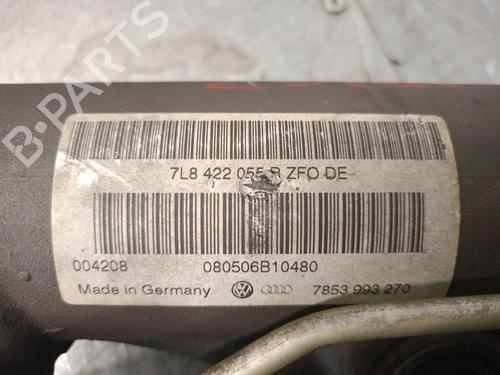 B-PARTS
7L8 422 055 B ZFO DE
004208 080506B10480
Made in Germany 7853 993 270